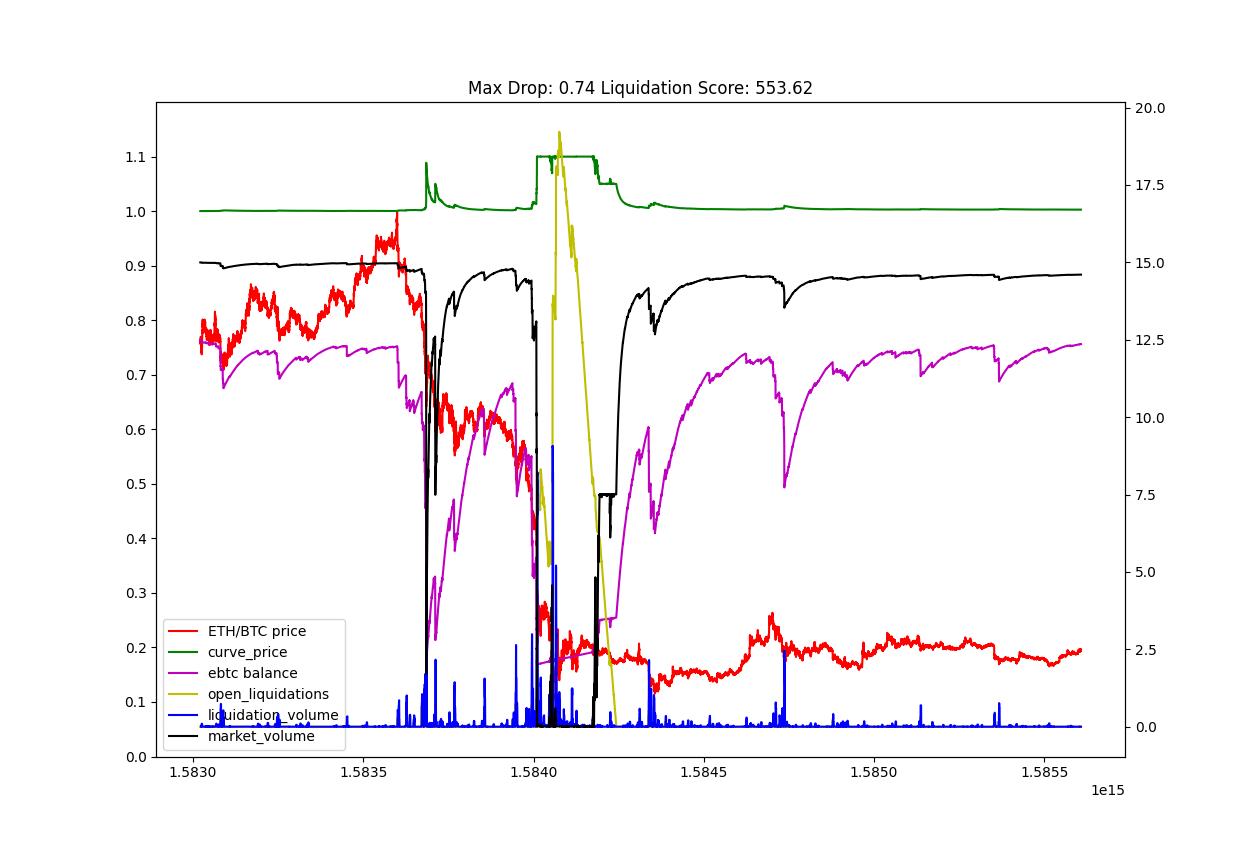 Max Drop: 0.74 Liquidation Score: 553.62
1.1
1.0
0.9
0.8
0.7
0.6
0.5
0.4
0.3
0.2
0.1
0.0
20.0
17.5
15.0
12.5
10.0
7.5
5.0
2.5
0.0
ETH/BTC price
curve_price
ebtc balance
open_liquidations
liquidation_volume
market_volume
1.5830 1.5835 1.5840 1.5845 1.5850 1.5855
1e15